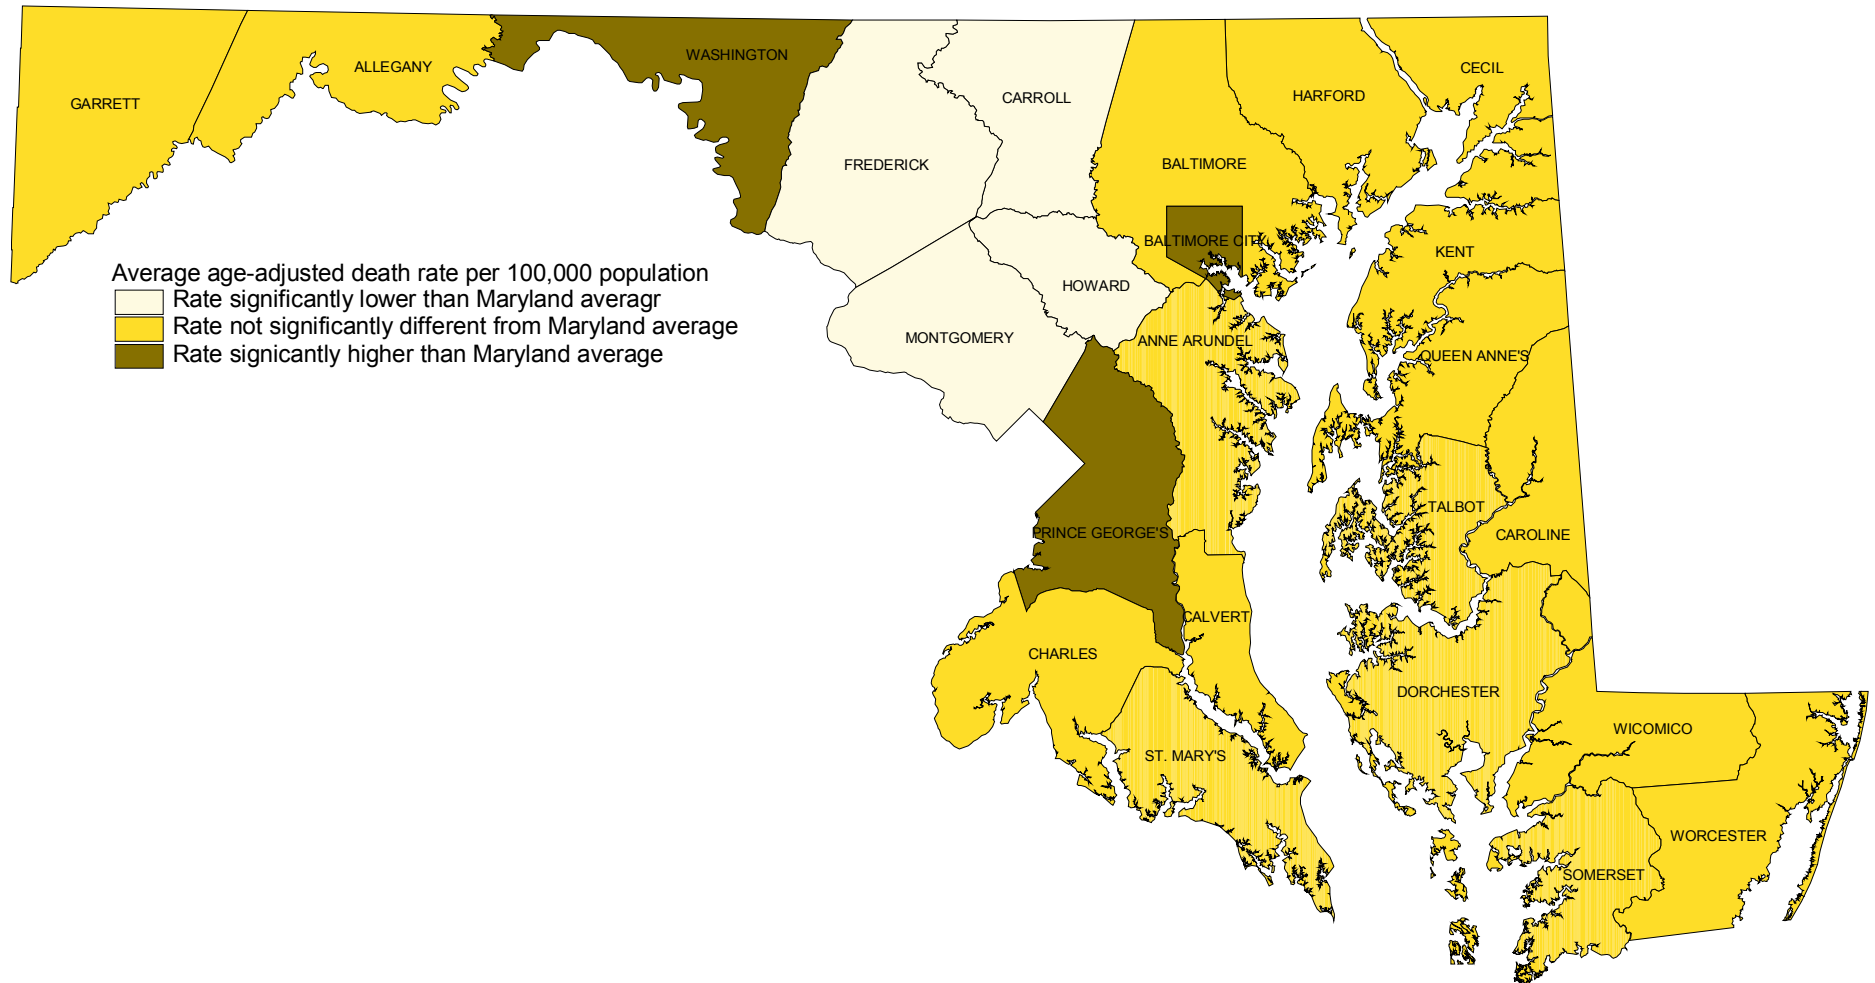 WASHINGTON
ALLEGANY
GARRETT
CARROLL
CECIL
HARFORD
FREDERICK
BALTIMORE
BALTIMORE CITY
KENT
Average age-adjusted death rate per 100,000 population
Rate significantly lower than Maryland averagr
Rate not significantly different from Maryland average
Rate signicantly higher than Maryland average
HOWARD
MONTGOMERY
ANNE ARUNDEL
QUEEN ANNE'S
TALBOT
PRINCE GEORGE'S
CAROLINE
CALVERT
CHARLES
DORCHESTER
WICOMICO
ST. MARY'S
WORCESTER
SOMERSET